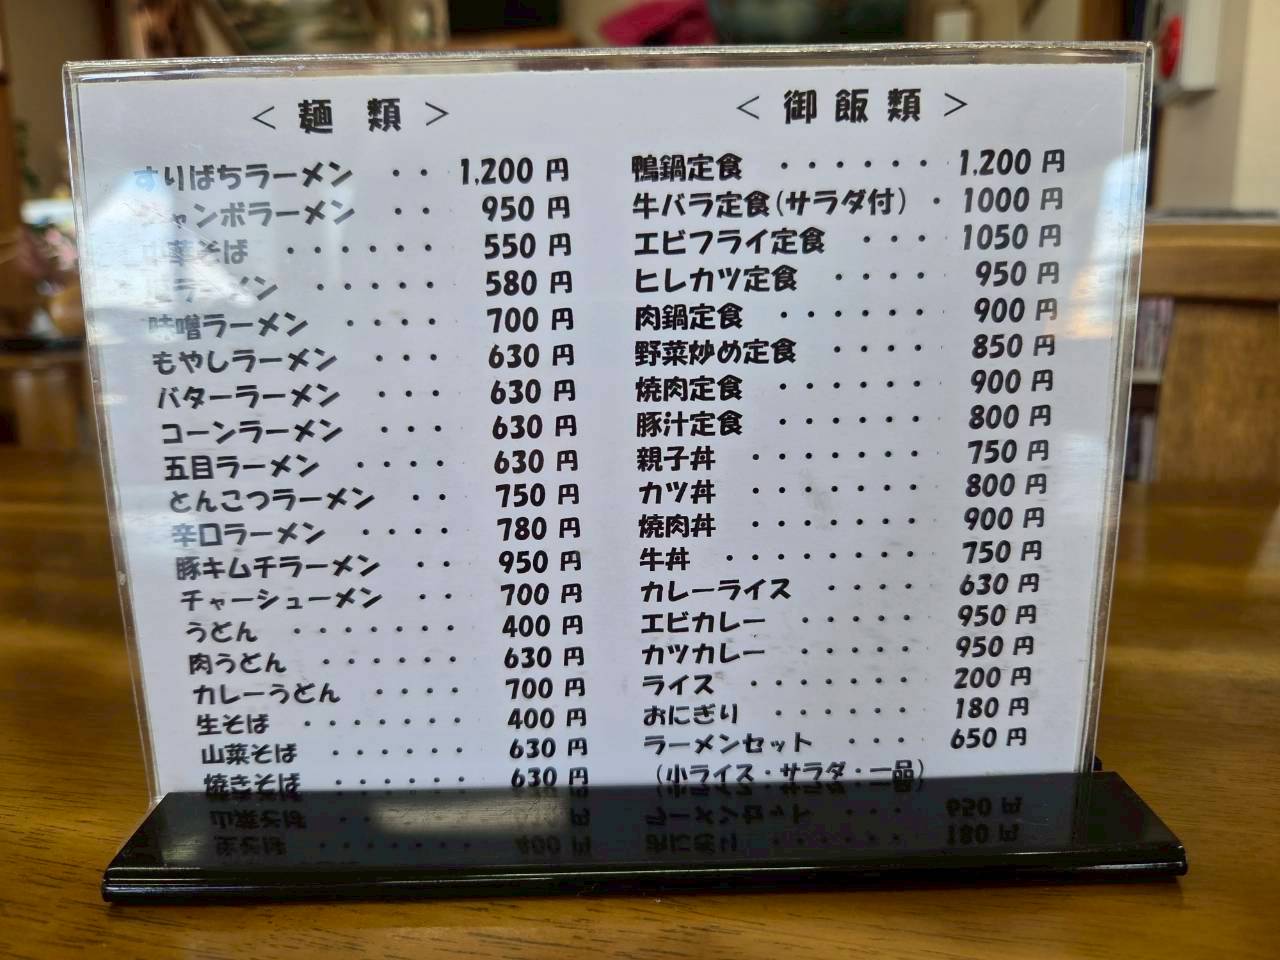 ＜ 麺 類 ＞
すりばちラーメン ・・ 1,200 円
ジャンボラーメン ・・ 950 円
中華そば ・・・・・・ 550 円
ラーメン ・・・・・ 580 円
味噌ラーメン ・・・・ 700 円
もやしラーメン ・・・ 630 円
バターラーメン ・・・ 630 円
コーンラーメン ・・・ 630 円
五目ラーメン ・・・・ 630 円
とんこつラーメン ・・ 750 円
辛口ラーメン ・・・・ 780 円
豚キムチラーメン ・・ 950 円
チャーシューメン ・・ 700 円
うどん ・・・・・・・ 400 円
肉うどん ・・・・・・ 630 円
カレーうどん ・・・・ 700 円
生そば ・・・・・・・ 400 円
山菜そば ・・・・・・ 630 円
焼きそば ・・・・・・ 630 円
＜ 御 飯 類 ＞
鴨鍋定食 ・・・・・・ 1,200 円
牛バラ定食(サラダ付) ・ 1000 円
エビフライ定食 ・・・ 1050 円
ヒレカツ定食 ・・・・ 950 円
肉鍋定食 ・・・・・・ 900 円
野菜炒め定食 ・・・・ 850 円
焼肉定食 ・・・・・・ 900 円
豚汁定食 ・・・・・・ 800 円
親子丼 ・・・・・・・ 750 円
カツ丼 ・・・・・・・ 800 円
焼肉丼 ・・・・・・・ 900 円
牛丼 ・・・・・・・・ 750 円
カレーライス ・・・・ 630 円
エビカレー ・・・・・ 950 円
カツカレー ・・・・・ 950 円
ライス ・・・・・・・ 200 円
おにぎり ・・・・・・ 180 円
ラーメンセット ・・・ 650 円
(小ライス・サラダ・一品)